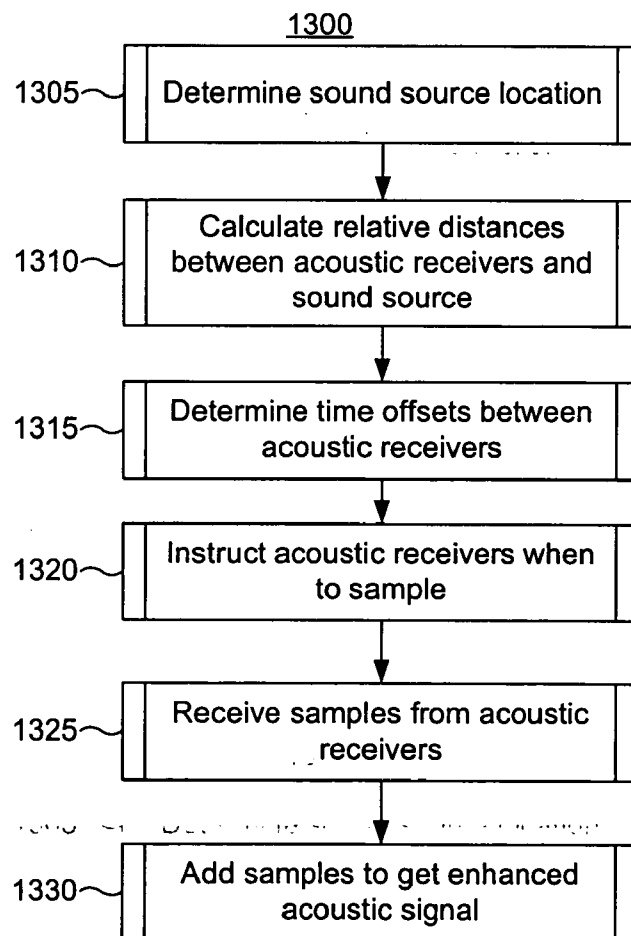 1300
1305 Determine sound source location
Calculate relative distances
1310 between acoustic receivers and
sound source
1315 Determine time offsets between
acoustic receivers
1320 Instruct acoustic receivers when
to sample
1325 Receive samples from acoustic
receivers
1330 Add samples to get enhanced
acoustic signal